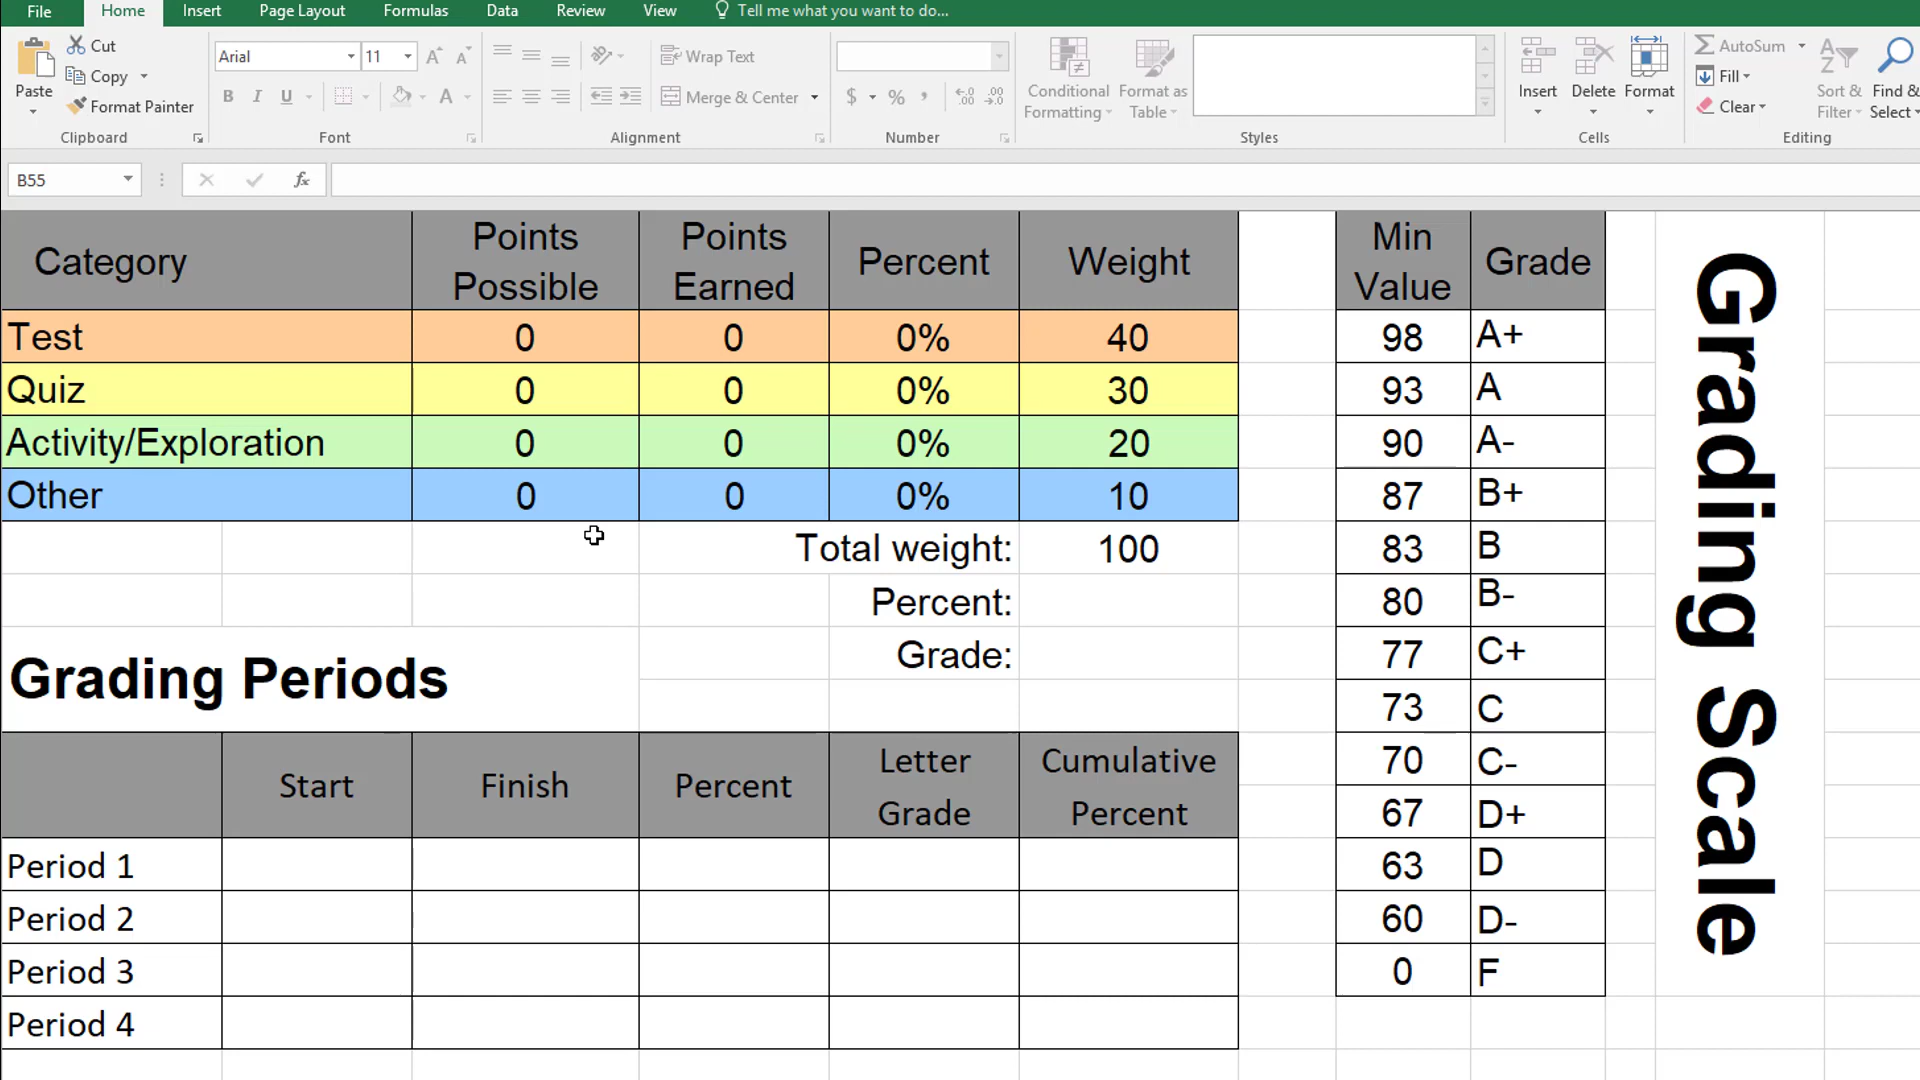 File Home Insert Page Layout Formulas Data Review View Tell me what you want to do...
Paste Cut Copy Format Painter Clipboard
Arial 11 A A B I U A Font
Wrap Text Merge & Center Alignment
$ % , Number
Conditional Formatting Format as Table Styles
Insert Delete Format Cells
AutoSum Fill Clear Sort & Filter Find & Select Editing
B55 fx
Category Points Possible Points Earned Percent Weight
Test 0 0 0% 40
Quiz 0 0 0% 30
Activity/Exploration 0 0 0% 20
Other 0 0 0% 10
Total weight: 100
Percent:
Grade:
Grading Periods
Start Finish Percent Letter Grade Cumulative Percent
Period 1
Period 2
Period 3
Period 4
Min Value Grade
98 A+
93 A
90 A-
87 B+
83 B
80 B-
77 C+
73 C
70 C-
67 D+
63 D
60 D-
0 F
Grading Scale